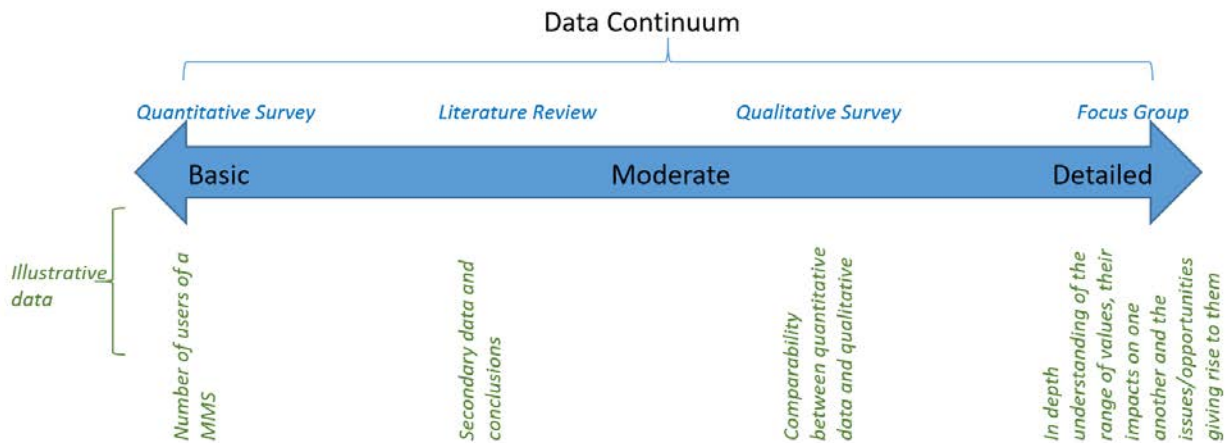 Data Continuum
Quantitative Survey
Literature Review
Qualitative Survey
Focus Group
Basic
Moderate
Detailed
Illustrative
data
Number of users of a
MMS
Secondary data and
conclusions
Comparability
between quantitative
data and qualitative
In depth
understanding of the
range of values, their
impacts on one
another and the
issues/opportunities
giving rise to them